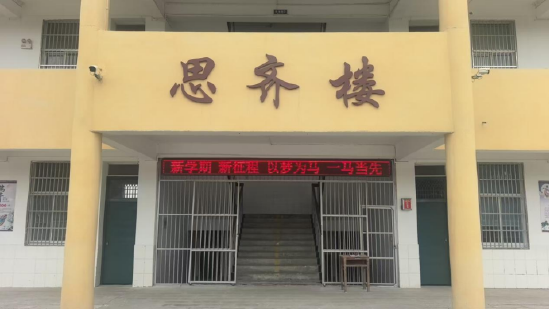 思齐楼
新学期 新征程 以梦为马 一马当先